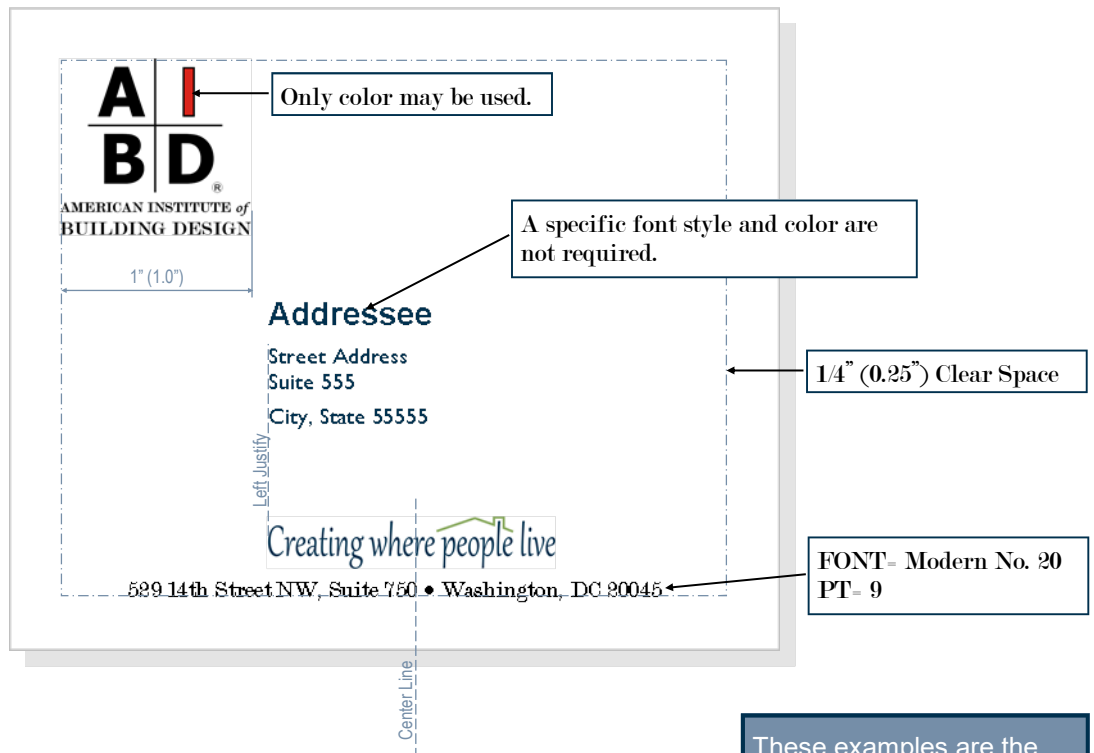 A I
B D ®
AMERICAN INSTITUTE of
BUILDING DESIGN
1" (1.0")
Only color may be used.
A specific font style and color are
not required.
Addressee
Street Address
Suite 555
City, State 55555
Left Justify
1/4" (0.25") Clear Space
Creating where people live
529 14th Street NW, Suite 750 • Washington, DC 20045
FONT= Modern No. 20
PT= 9
Center Line
These examples are the